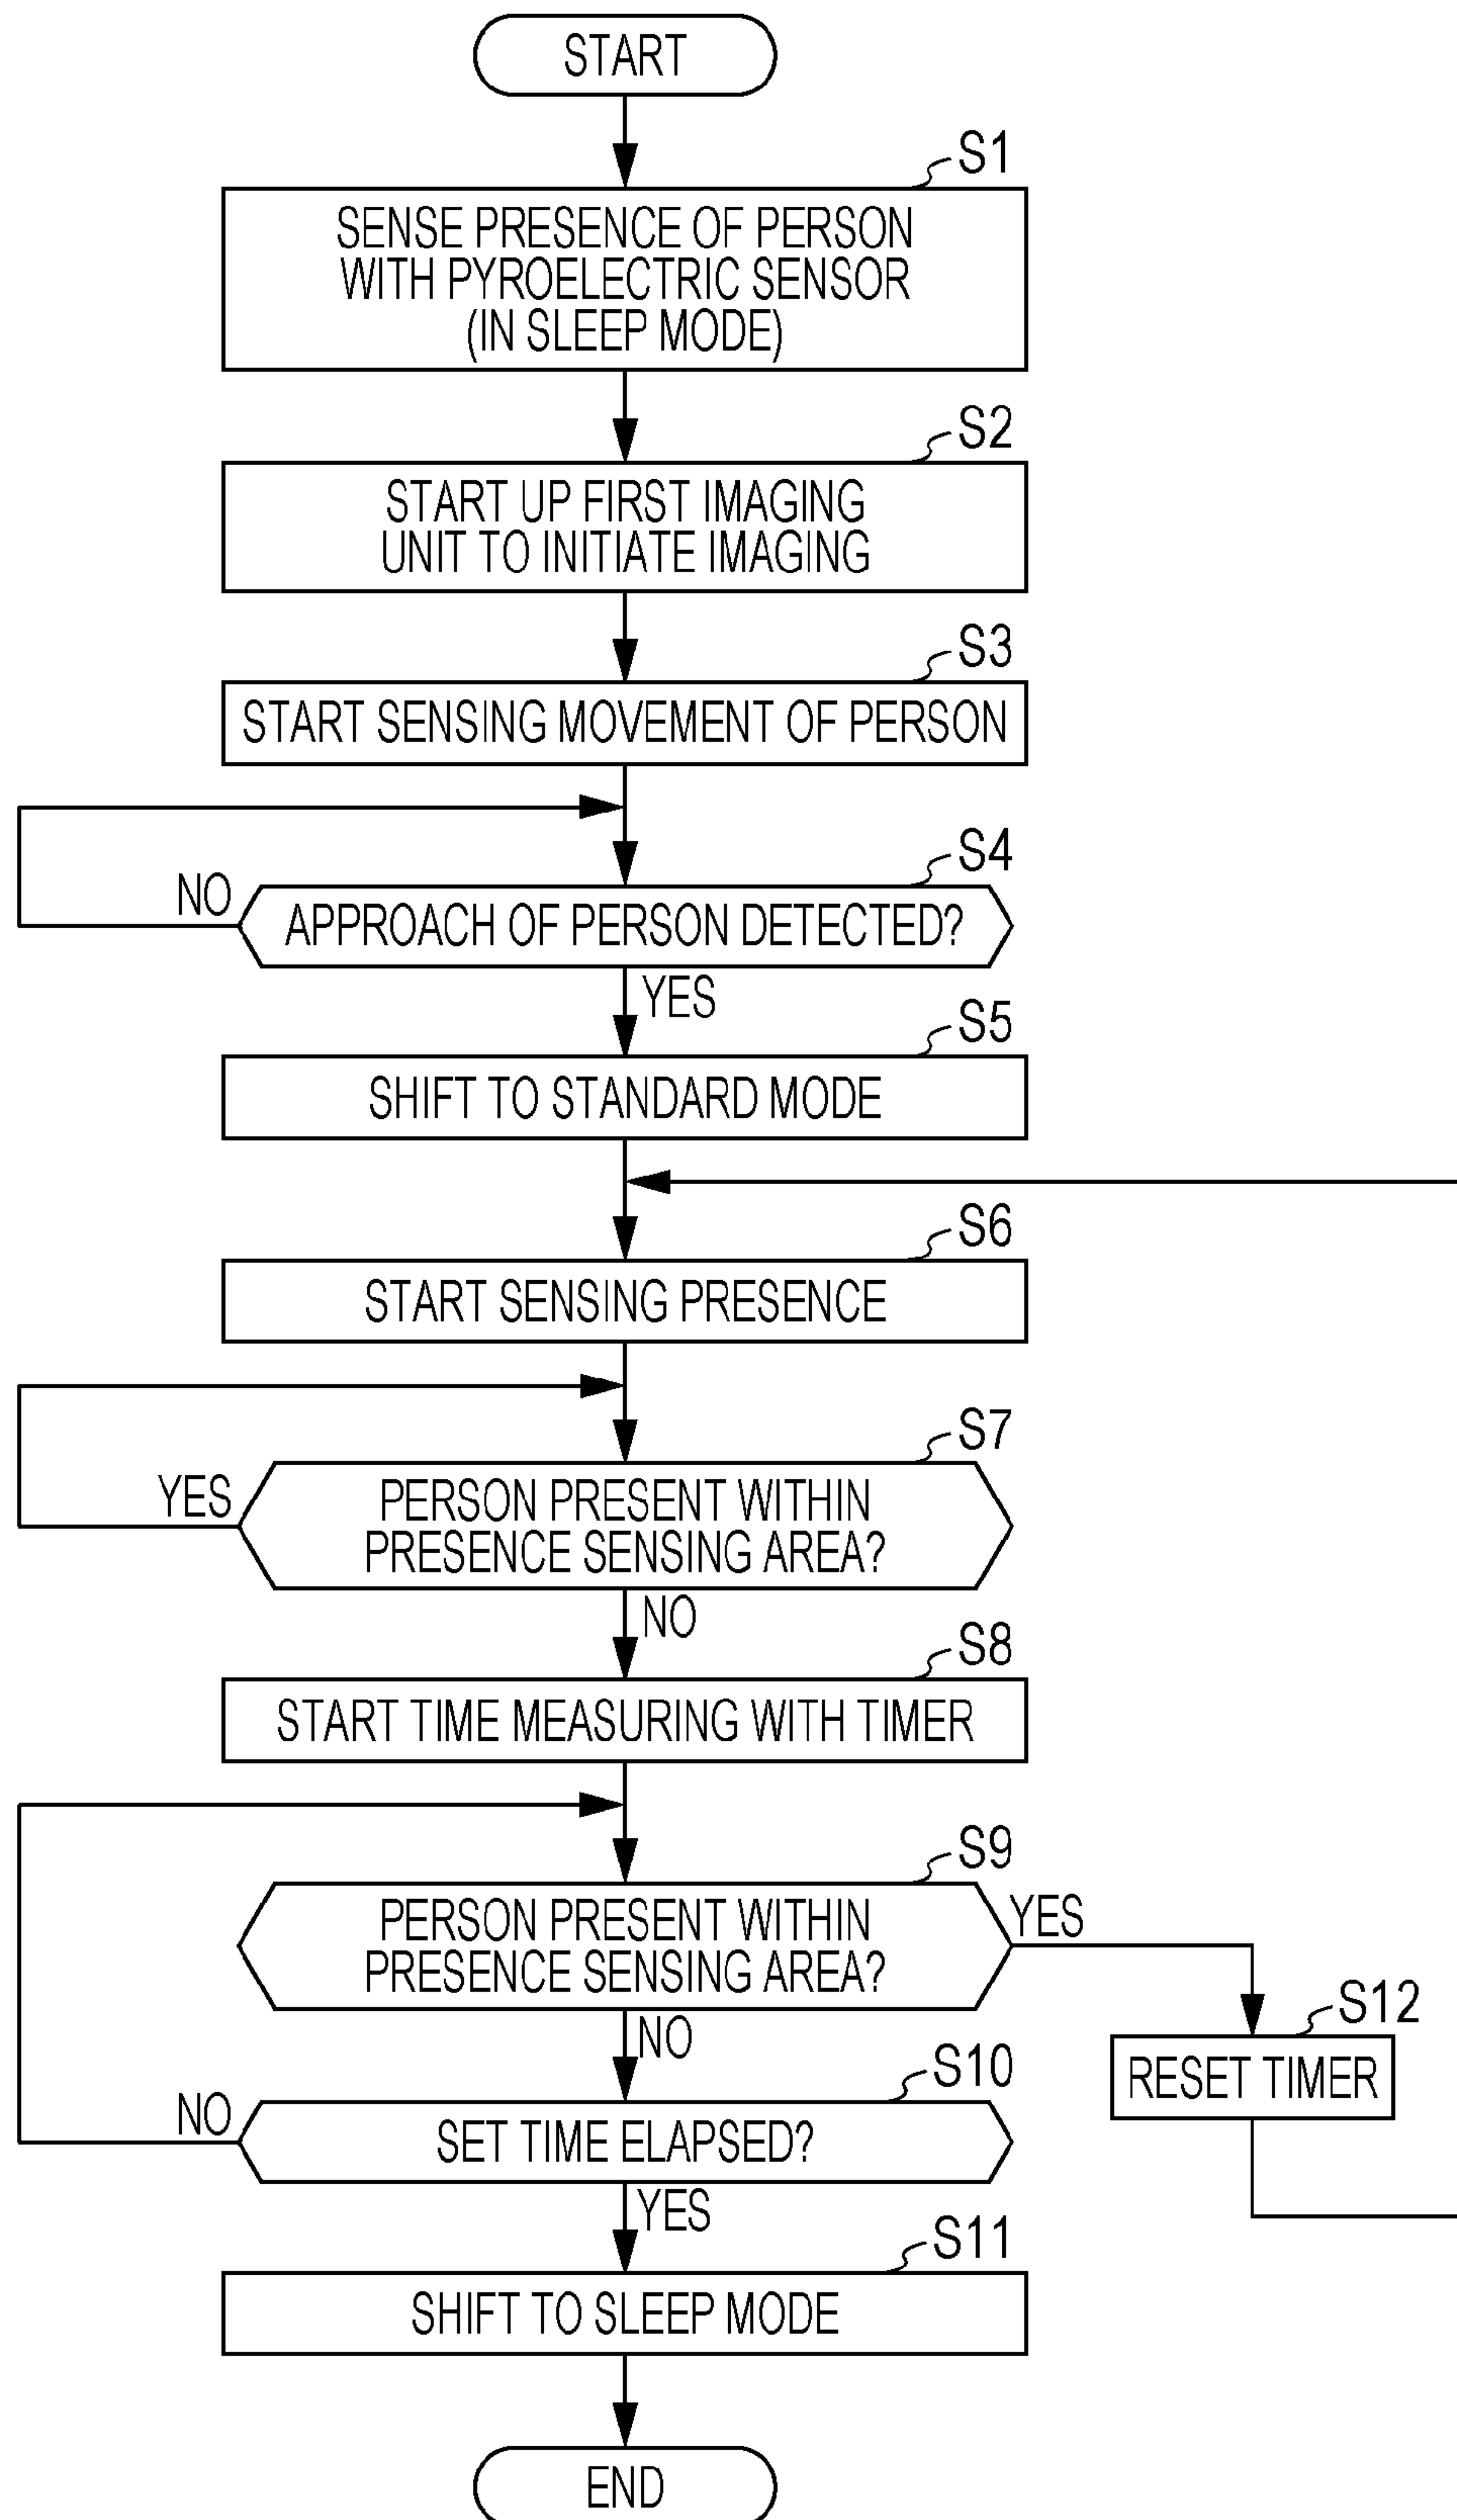 START
S1
SENSE PRESENCE OF PERSON
WITH PYROELECTRIC SENSOR
(IN SLEEP MODE)
S2
START UP FIRST IMAGING
UNIT TO INITIATE IMAGING
S3
START SENSING MOVEMENT OF PERSON
S4
NO
APPROACH OF PERSON DETECTED?
YES
S5
SHIFT TO STANDARD MODE
S6
START SENSING PRESENCE
S7
YES
PERSON PRESENT WITHIN
PRESENCE SENSING AREA?
NO
S8
START TIME MEASURING WITH TIMER
S9
PERSON PRESENT WITHIN
PRESENCE SENSING AREA?
YES
S12
RESET TIMER
NO
S10
NO
SET TIME ELAPSED?
YES
S11
SHIFT TO SLEEP MODE
END